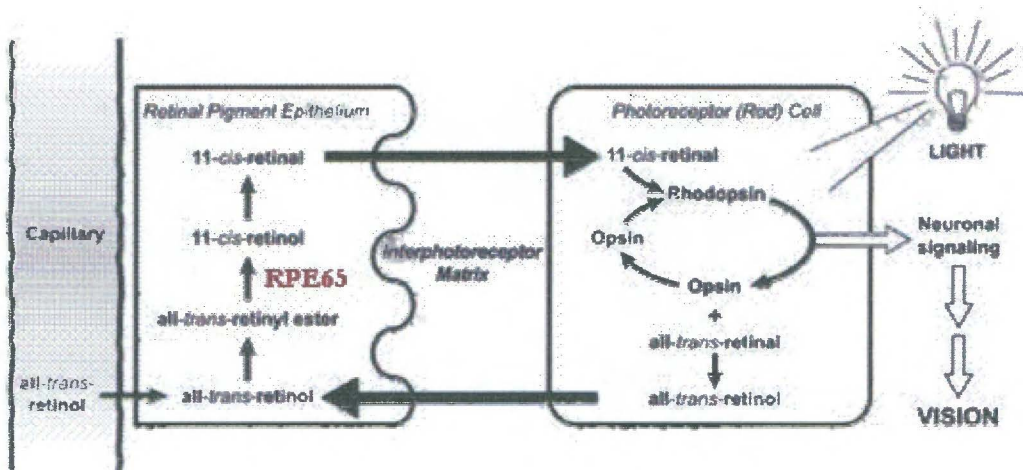 Capillary
all-trans-
retinol
Retinal Pigment Epithelium
11-cis-retinal
11-cis-retinol
RPE65
all-trans-retinyl ester
all-trans-retinol
Interphotoreceptor
Matrix
Photoreceptor (Rod) Cell
11-cis-retinal
Rhodopsin
Opsin
Opsin
+
all-trans-retinal
all-trans-retinol
LIGHT
Neuronal
signaling
VISION